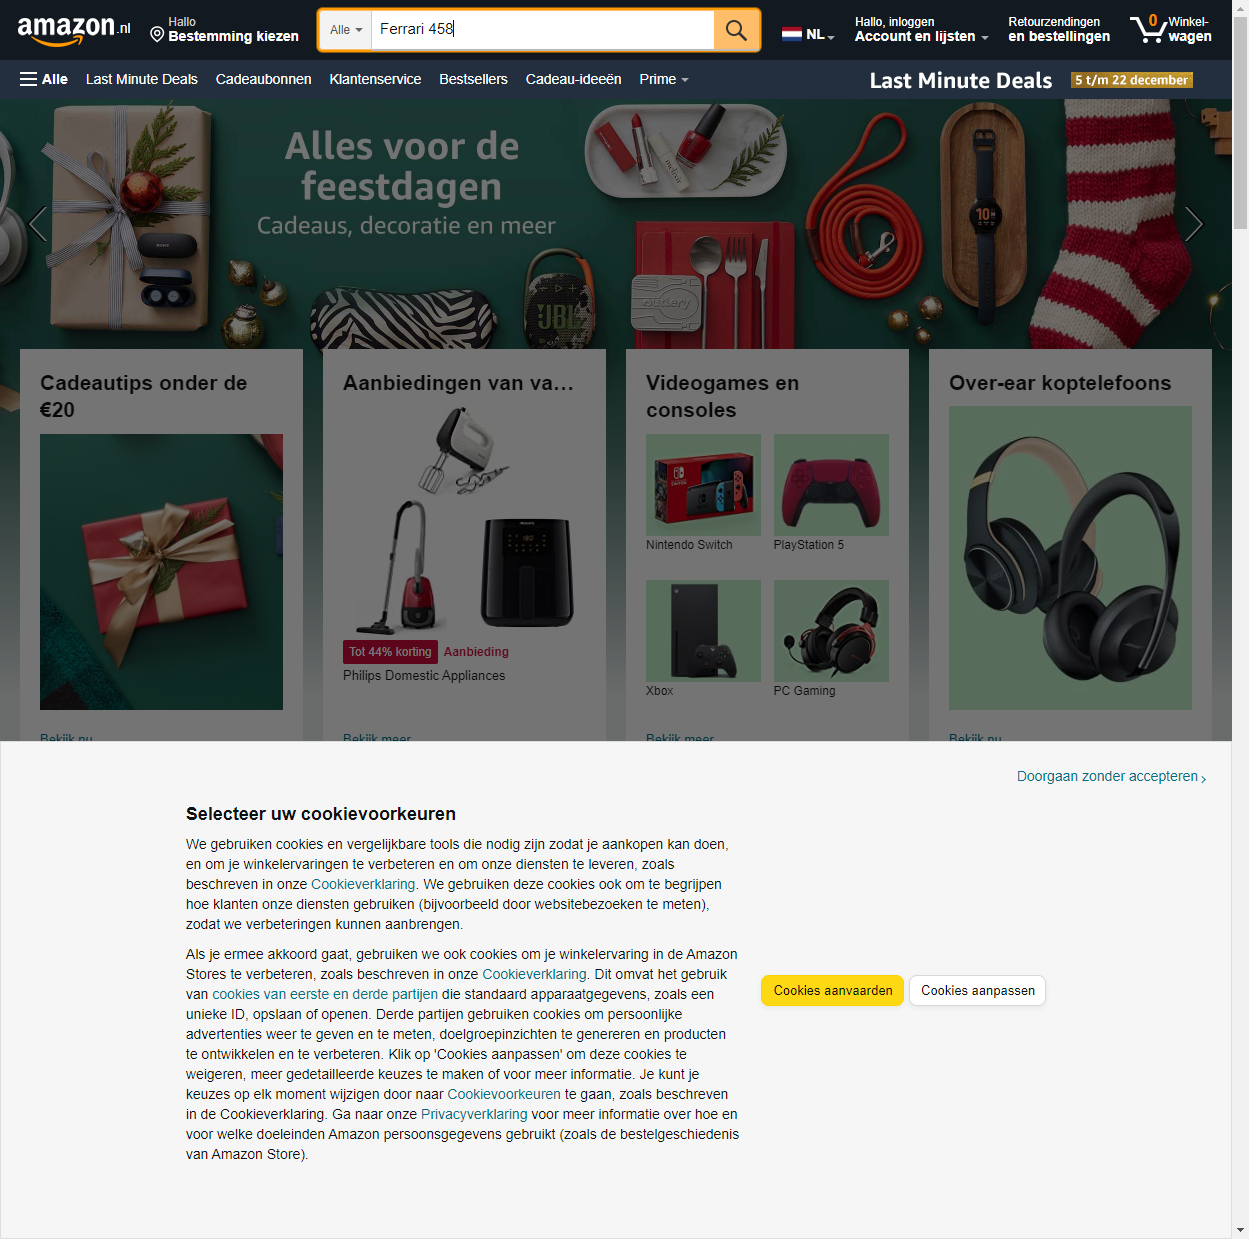 amazon.nl
Hallo
Bestemming kiezen
Alle
Ferrari 458
NL
Hallo, inloggen
Account en lijsten
Retourzendingen
en bestellingen
0
Winkel-
wagen
Alle
Last Minute Deals
Cadeaubonnen
Klantenservice
Bestsellers
Cadeau-ideeën
Prime
Last Minute Deals
5 t/m 22 december
Alles voor de
feestdagen
Cadeaus, decoratie en meer
SONY
JBL
outlery
melixir
10
Cadeautips onder de
€20
Bekijk nu
Aanbiedingen van va…
Tot 44% korting
Aanbieding
Philips Domestic Appliances
Bekijk meer
Videogames en
consoles
Nintendo Switch
PlayStation 5
Xbox
PC Gaming
Bekijk meer
Over-ear koptelefoons
Bekijk nu
Doorgaan zonder accepteren ›
Selecteer uw cookievoorkeuren
We gebruiken cookies en vergelijkbare tools die nodig zijn zodat je aankopen kan doen,
en om je winkelervaringen te verbeteren en om onze diensten te leveren, zoals
beschreven in onze Cookieverklaring. We gebruiken deze cookies ook om te begrijpen
hoe klanten onze diensten gebruiken (bijvoorbeeld door websitebezoeken te meten),
zodat we verbeteringen kunnen aanbrengen.
Als je ermee akkoord gaat, gebruiken we ook cookies om je winkelervaring in de Amazon
Stores te verbeteren, zoals beschreven in onze Cookieverklaring. Dit omvat het gebruik
van cookies van eerste en derde partijen die standaard apparaatgegevens, zoals een
unieke ID, opslaan of openen. Derde partijen gebruiken cookies om persoonlijke
advertenties weer te geven en te meten, doelgroepinzichten te genereren en producten
te ontwikkelen en te verbeteren. Klik op 'Cookies aanpassen' om deze cookies te
weigeren, meer gedetailleerde keuzes te maken of voor meer informatie. Je kunt je
keuzes op elk moment wijzigen door naar Cookievoorkeuren te gaan, zoals beschreven
in de Cookieverklaring. Ga naar onze Privacyverklaring voor meer informatie over hoe en
voor welke doeleinden Amazon persoonsgegevens gebruikt (zoals de bestelgeschiedenis
van Amazon Store).
Cookies aanvaarden
Cookies aanpassen